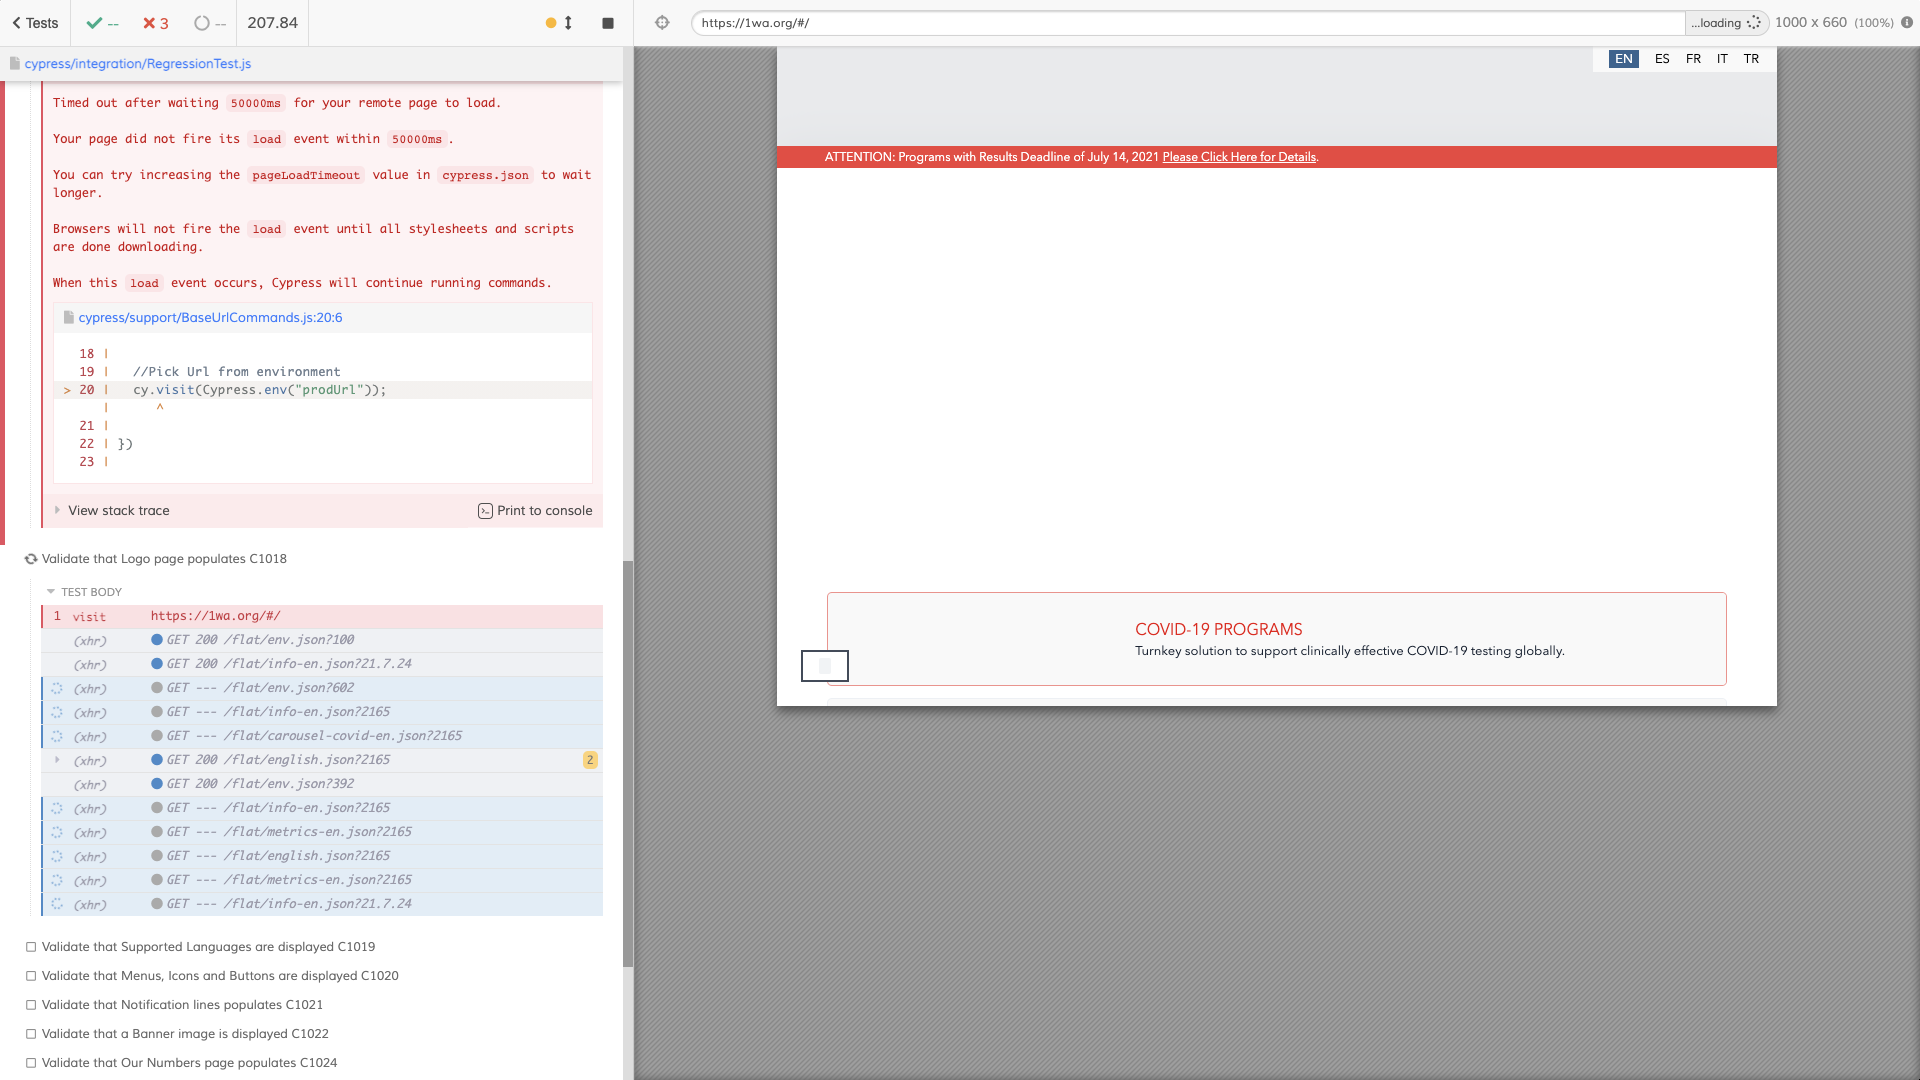 Tests
--
3
--
207.84
cypress/integration/RegressionTest.js
Timed out after waiting 50000ms for your remote page to load.
Your page did not fire its load event within 50000ms.
You can try increasing the pageLoadTimeout value in cypress.json to wait
longer.
Browsers will not fire the load event until all stylesheets and scripts
are done downloading.
When this load event occurs, Cypress will continue running commands.
cypress/support/BaseUrlCommands.js:20:6
18 |
19 | //Pick Url from environment
> 20 | cy.visit(Cypress.env("prodUrl"));
| ^
21 |
22 | })
23 |
View stack trace
Print to console
Validate that Logo page populates C1018
TEST BODY
1 visit https://1wa.org/#/
(xhr) GET 200 /flat/env.json?100
(xhr) GET 200 /flat/info-en.json?21.7.24
(xhr) GET --- /flat/env.json?602
(xhr) GET --- /flat/info-en.json?2165
(xhr) GET --- /flat/carousel-covid-en.json?2165
(xhr) GET 200 /flat/english.json?2165 2
(xhr) GET 200 /flat/env.json?392
(xhr) GET --- /flat/info-en.json?2165
(xhr) GET --- /flat/metrics-en.json?2165
(xhr) GET --- /flat/english.json?2165
(xhr) GET --- /flat/metrics-en.json?2165
(xhr) GET --- /flat/info-en.json?21.7.24
Validate that Supported Languages are displayed C1019
Validate that Menus, Icons and Buttons are displayed C1020
Validate that Notification lines populates C1021
Validate that a Banner image is displayed C1022
Validate that Our Numbers page populates C1024
https://1wa.org/#/
...loading
1000 x 660 (100%)
EN ES FR IT TR
ATTENTION: Programs with Results Deadline of July 14, 2021 Please Click Here for Details.
COVID-19 PROGRAMS
Turnkey solution to support clinically effective COVID-19 testing globally.